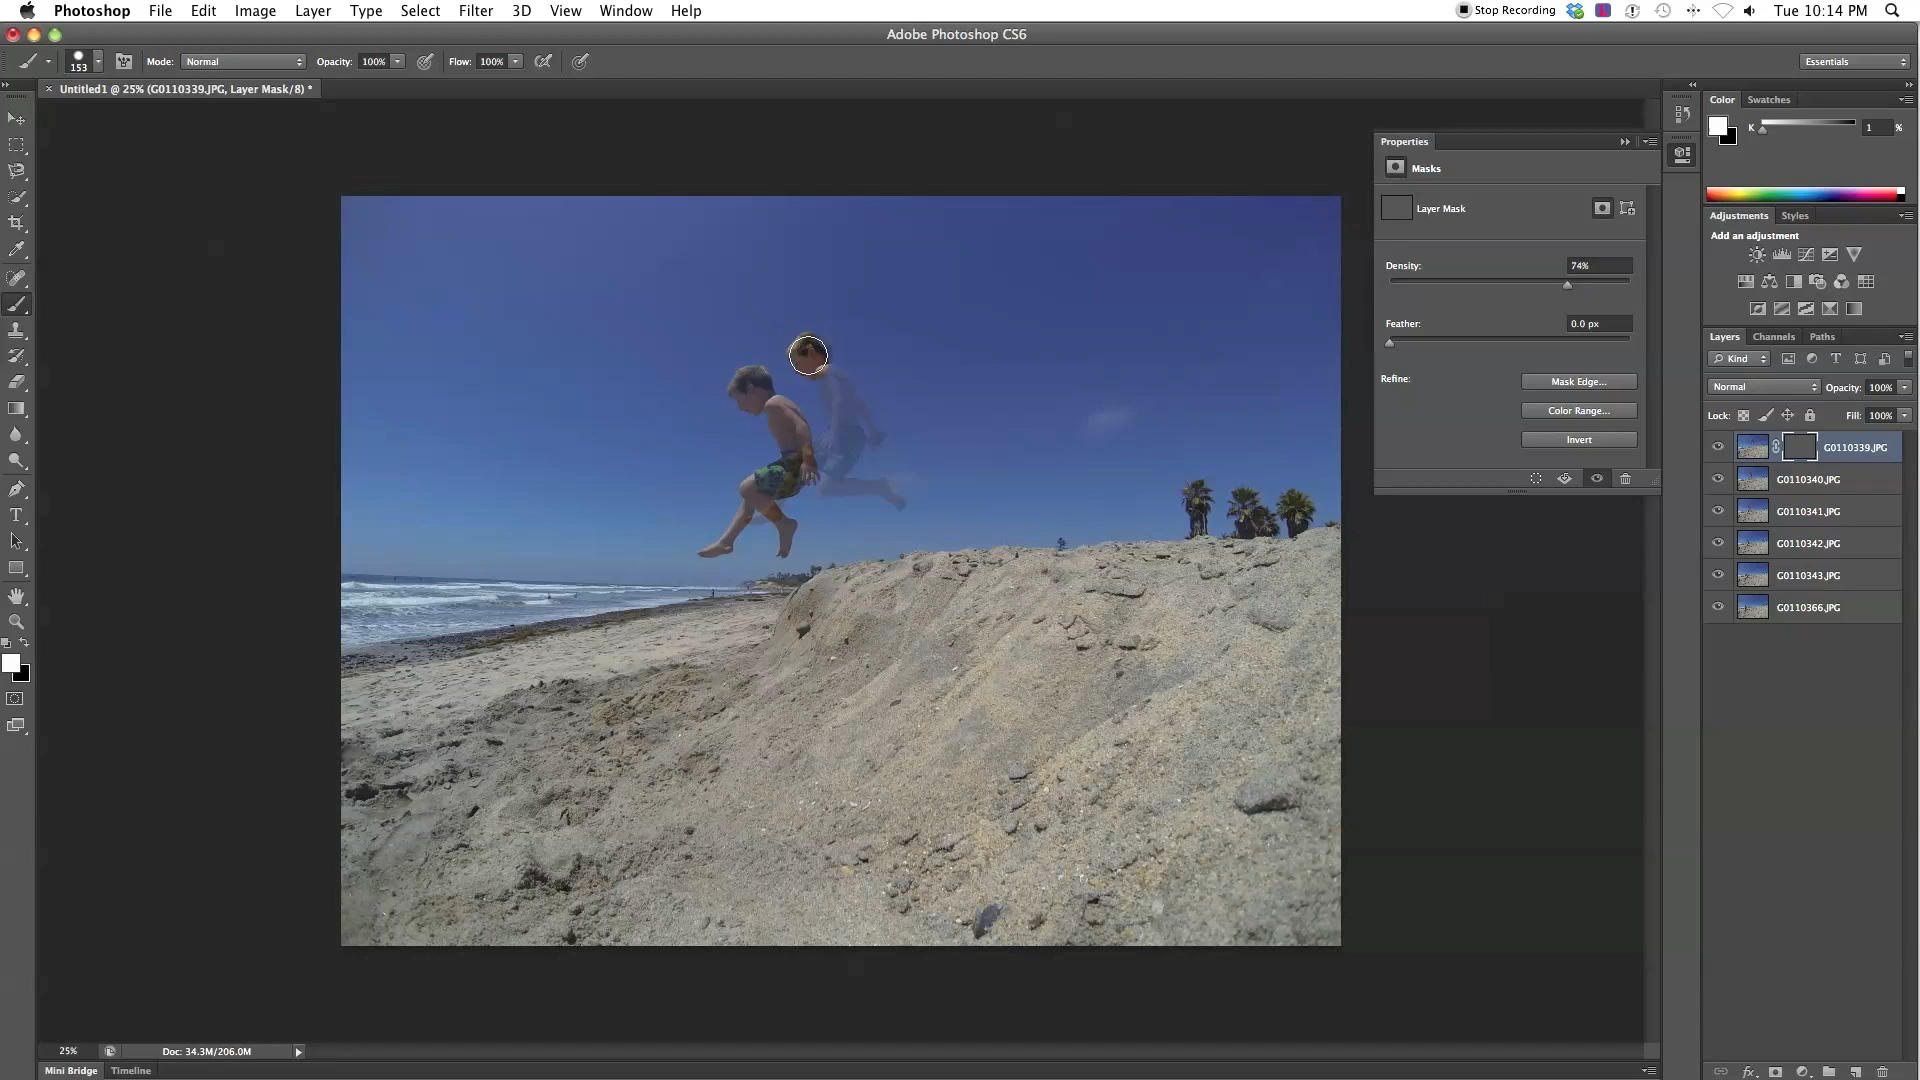 Photoshop File Edit Image Layer Type Select Filter 3D View Window Help Stop Recording Tue 10:14 PM
Adobe Photoshop CS6
153 Mode: Normal Opacity: 100% Flow: 100% Essentials
× Untitled1 @ 25% (G0110339.JPG, Layer Mask/8) *
Color Swatches
K 1 %
Properties
Masks
Layer Mask
Density: 74%
Feather: 0.0 px
Refine: Mask Edge...
Color Range...
Invert
Adjustments Styles
Add an adjustment
Layers Channels Paths
Kind
Normal Opacity: 100%
Lock: Fill: 100%
G0110339.JPG
G0110340.JPG
G0110341.JPG
G0110342.JPG
G0110343.JPG
G0110366.JPG
25% Doc: 34.3M/206.0M
Mini Bridge Timeline